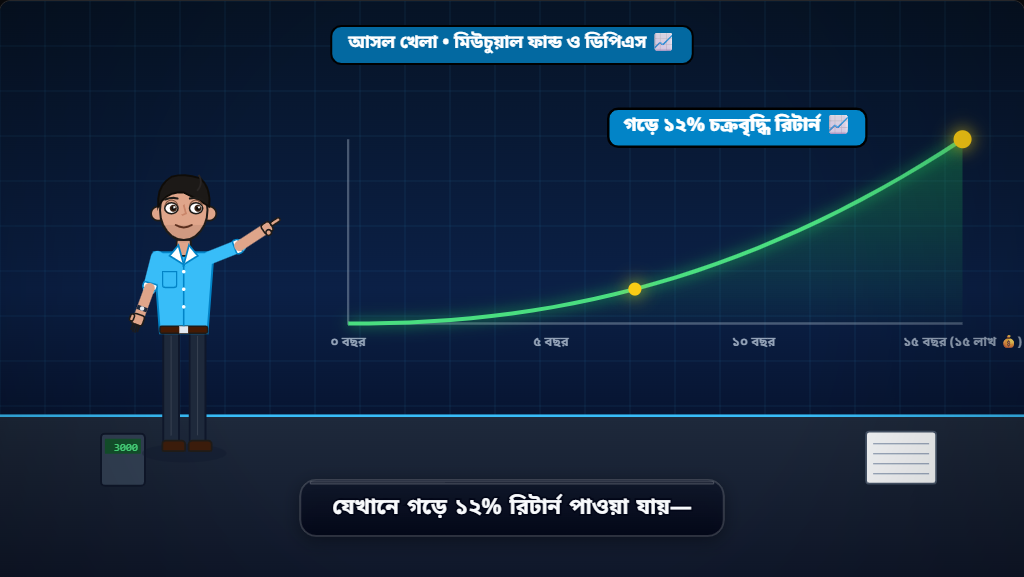 আসল খেলা • মিউচুয়াল ফান্ড ও ডিপিএস 📈
গড়ে ১২% চক্রবৃদ্ধি রিটার্ন 📈
০ বছর
৫ বছর
১০ বছর
১৫ বছর (১৫ লাখ 💰)
3000
যেখানে গড়ে ১২% রিটার্ন পাওয়া যায়—